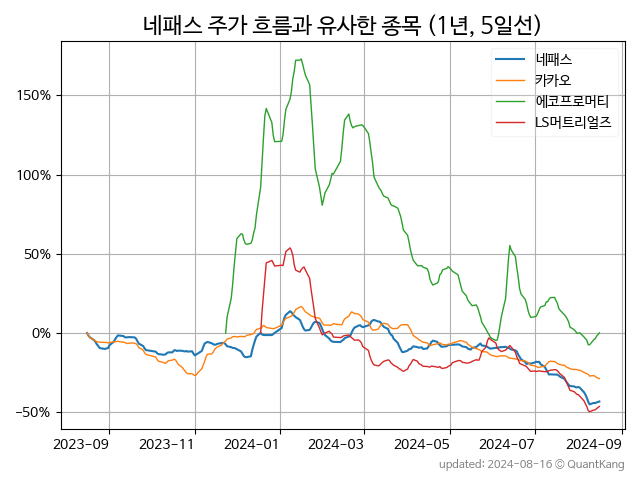 네패스 주가 흐름과 유사한 종목 (1년, 5일선)
네패스
카카오
에코프로머티
LS머트리얼즈
150%
100%
50%
0%
−50%
2023-09 2023-11 2024-01 2024-03 2024-05 2024-07 2024-09
updated: 2024-08-16 © QuantKang